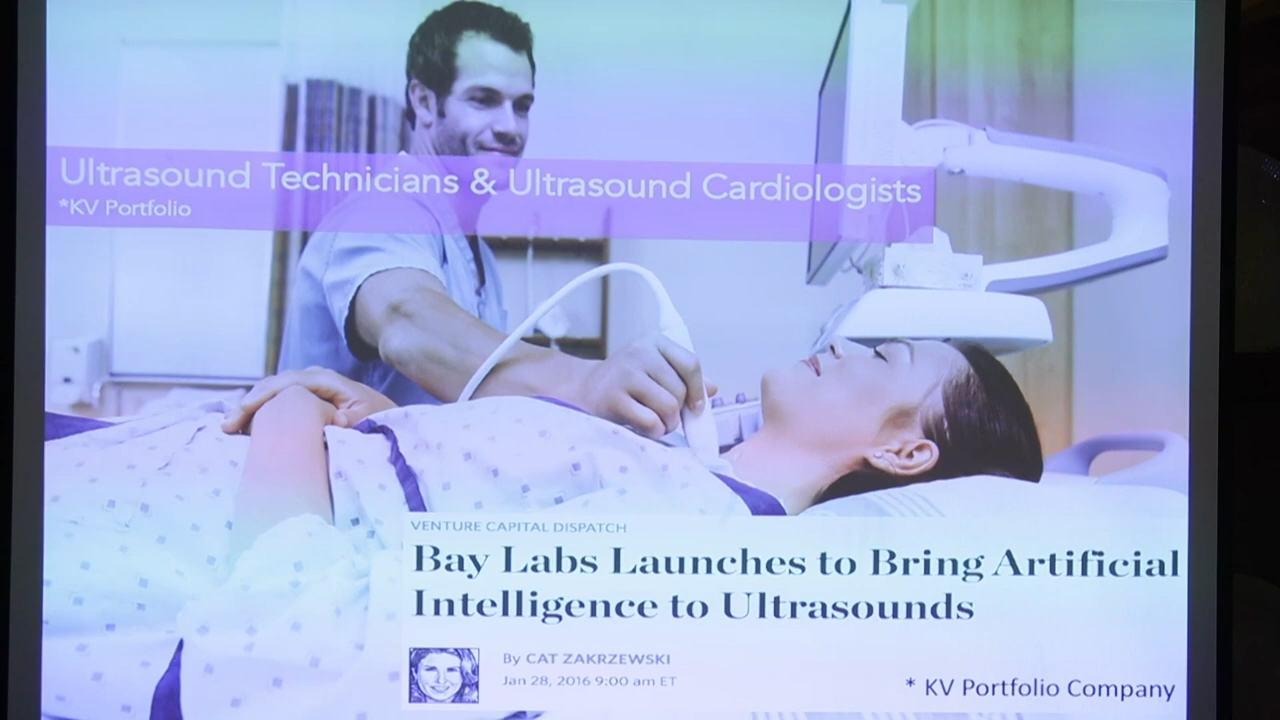 Ultrasound Technicians & Ultrasound Cardiologists
*KV Portfolio
VENTURE CAPITAL DISPATCH
Bay Labs Launches to Bring Artificial
Intelligence to Ultrasounds
By CAT ZAKRZEWSKI
Jan 28, 2016 9:00 am ET
* KV Portfolio Company